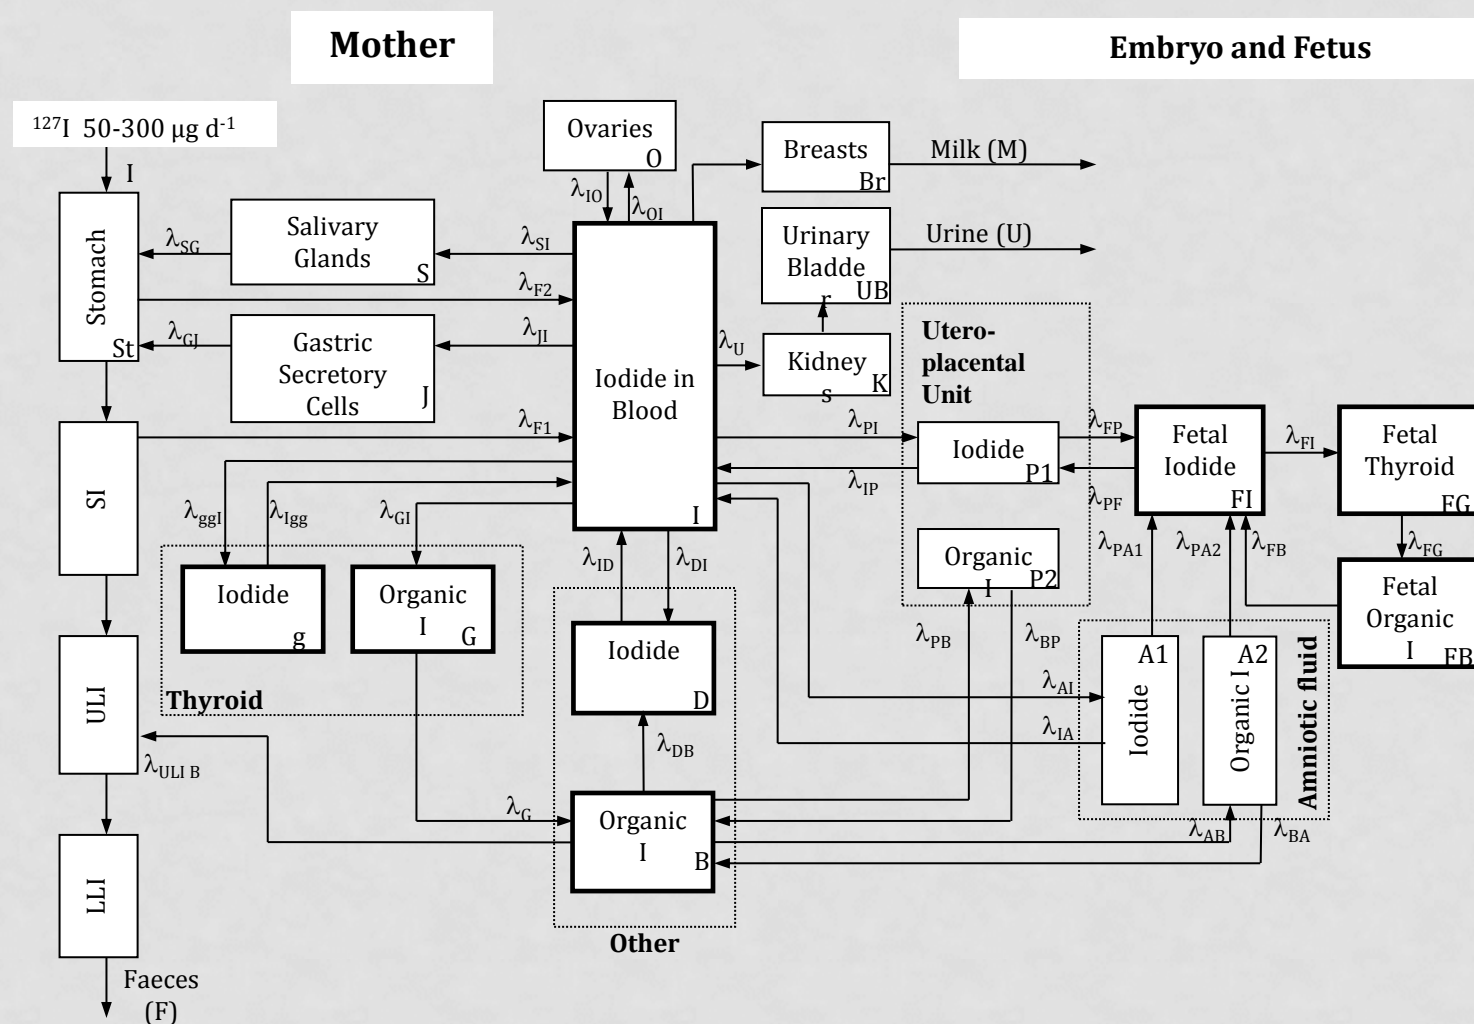 Mother
Embryo and Fetus
127I 50-300 μg d-1
I
Stomach
St
λSG
Salivary
Glands
S
λSI
λF2
λGJ
Gastric
Secretory
Cells
J
λJI
Ovaries
O
λIO
λOI
Breasts
Br
Milk (M)
Urinary
Bladde
r
UB
Urine (U)
Kidney
s
K
λU
Iodide in
Blood
I
Utero-
placental
Unit
SI
λF1
λPI
λIP
Iodide
P1
λFP
λPF
Fetal
Iodide
FI
λFI
Fetal
Thyroid
FG
λggI
λIgg
λGI
λID
λDI
Organic
I
P2
λPA1
λPA2
λFB
λFG
Fetal
Organic
I
FB
Iodide
g
Organic
I
G
Thyroid
Iodide
D
λPB
λBP
A1
Iodide
A2
Organic I
Amniotic fluid
λAI
λIA
ULI
λULI B
λDB
λG
Organic
I
B
λAB
λBA
LLI
Other
Faeces
(F)